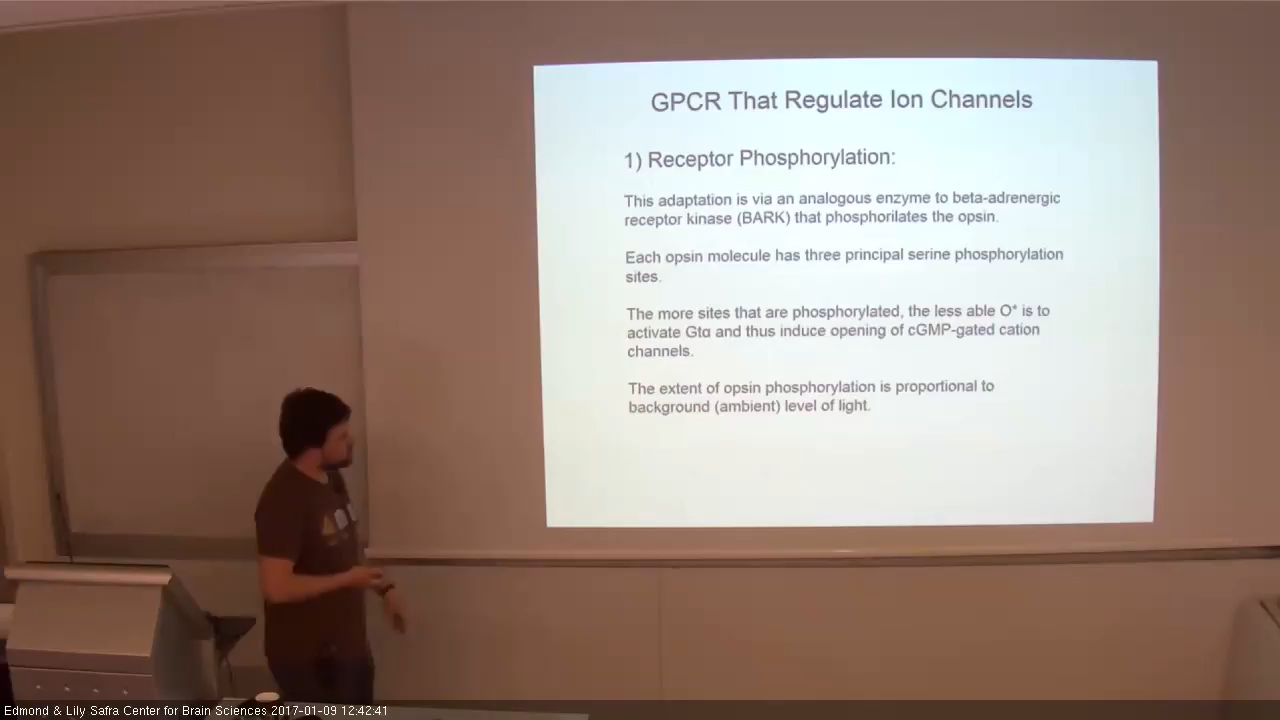 GPCR That Regulate Ion Channels
1) Receptor Phosphorylation:
This adaptation is via an analogous enzyme to beta-adrenergic
receptor kinase (BARK) that phosphorilates the opsin.
Each opsin molecule has three principal serine phosphorylation
sites.
The more sites that are phosphorylated, the less able O* is to
activate Gtα and thus induce opening of cGMP-gated cation
channels.
The extent of opsin phosphorylation is proportional to
background (ambient) level of light.
Edmond & Lily Safra Center for Brain Sciences 2017-01-09 12:42:41